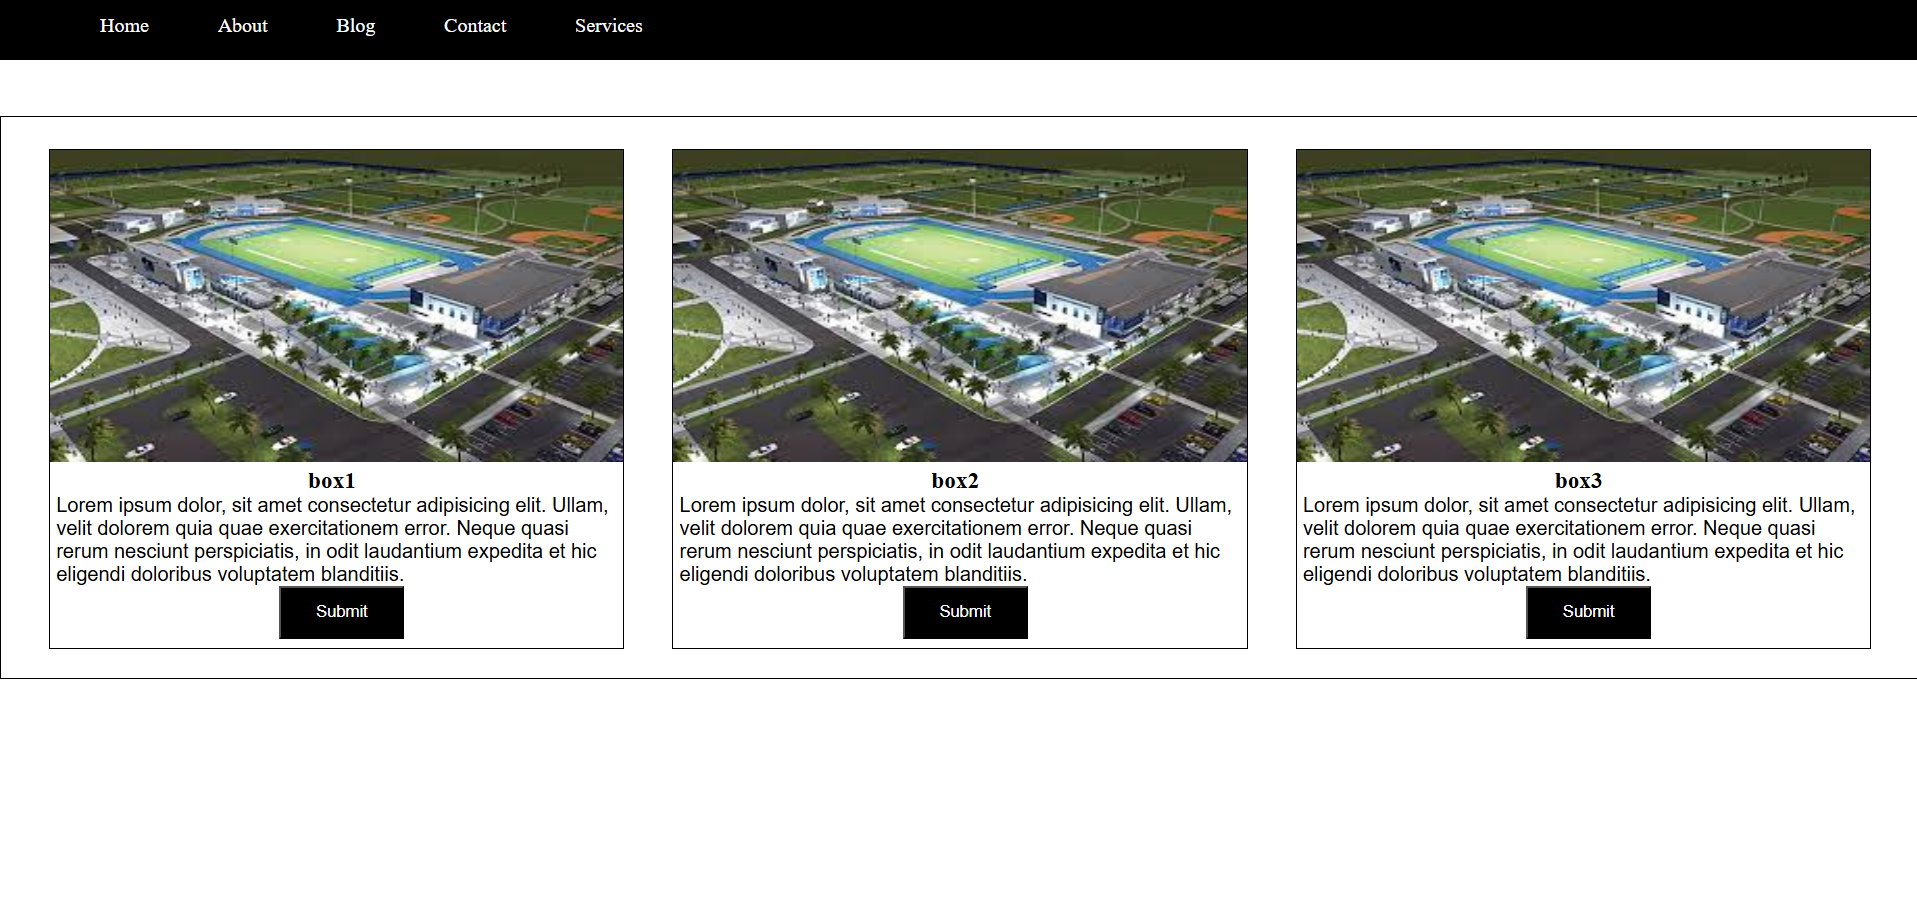 Home About Blog Contact Services
box1
Lorem ipsum dolor, sit amet consectetur adipisicing elit. Ullam,
velit dolorem quia quae exercitationem error. Neque quasi
rerum nesciunt perspiciatis, in odit laudantium expedita et hic
eligendi doloribus voluptatem blanditiis.
Submit
box2
Lorem ipsum dolor, sit amet consectetur adipisicing elit. Ullam,
velit dolorem quia quae exercitationem error. Neque quasi
rerum nesciunt perspiciatis, in odit laudantium expedita et hic
eligendi doloribus voluptatem blanditiis.
Submit
box3
Lorem ipsum dolor, sit amet consectetur adipisicing elit. Ullam,
velit dolorem quia quae exercitationem error. Neque quasi
rerum nesciunt perspiciatis, in odit laudantium expedita et hic
eligendi doloribus voluptatem blanditiis.
Submit